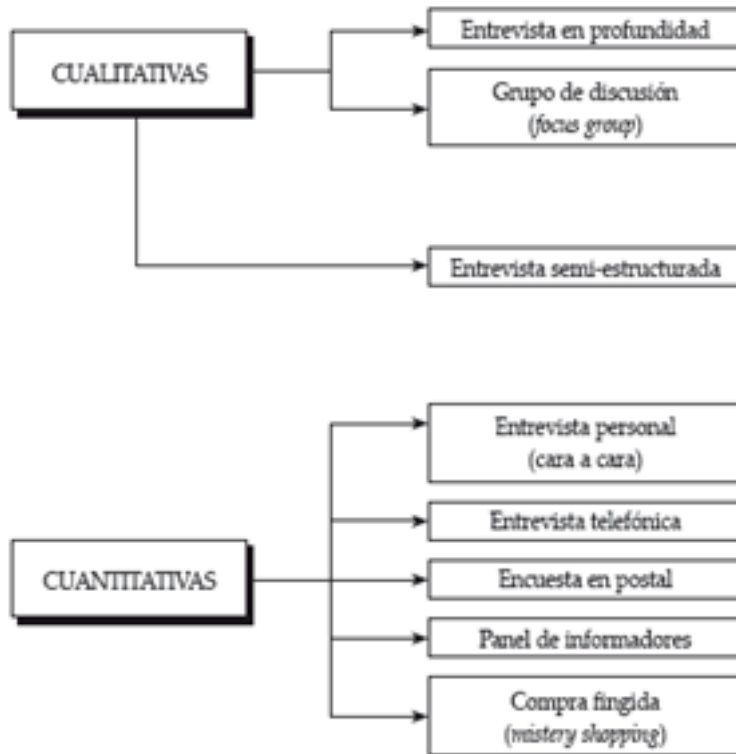 CUALITATIVAS
Entrevista en profundidad
Grupo de discusión
(focus group)
Entrevista semi-estructurada
CUANTITATIVAS
Entrevista personal
(cara a cara)
Entrevista telefónica
Encuesta en postal
Panel de informadores
Compra fingida
(mistery shopping)